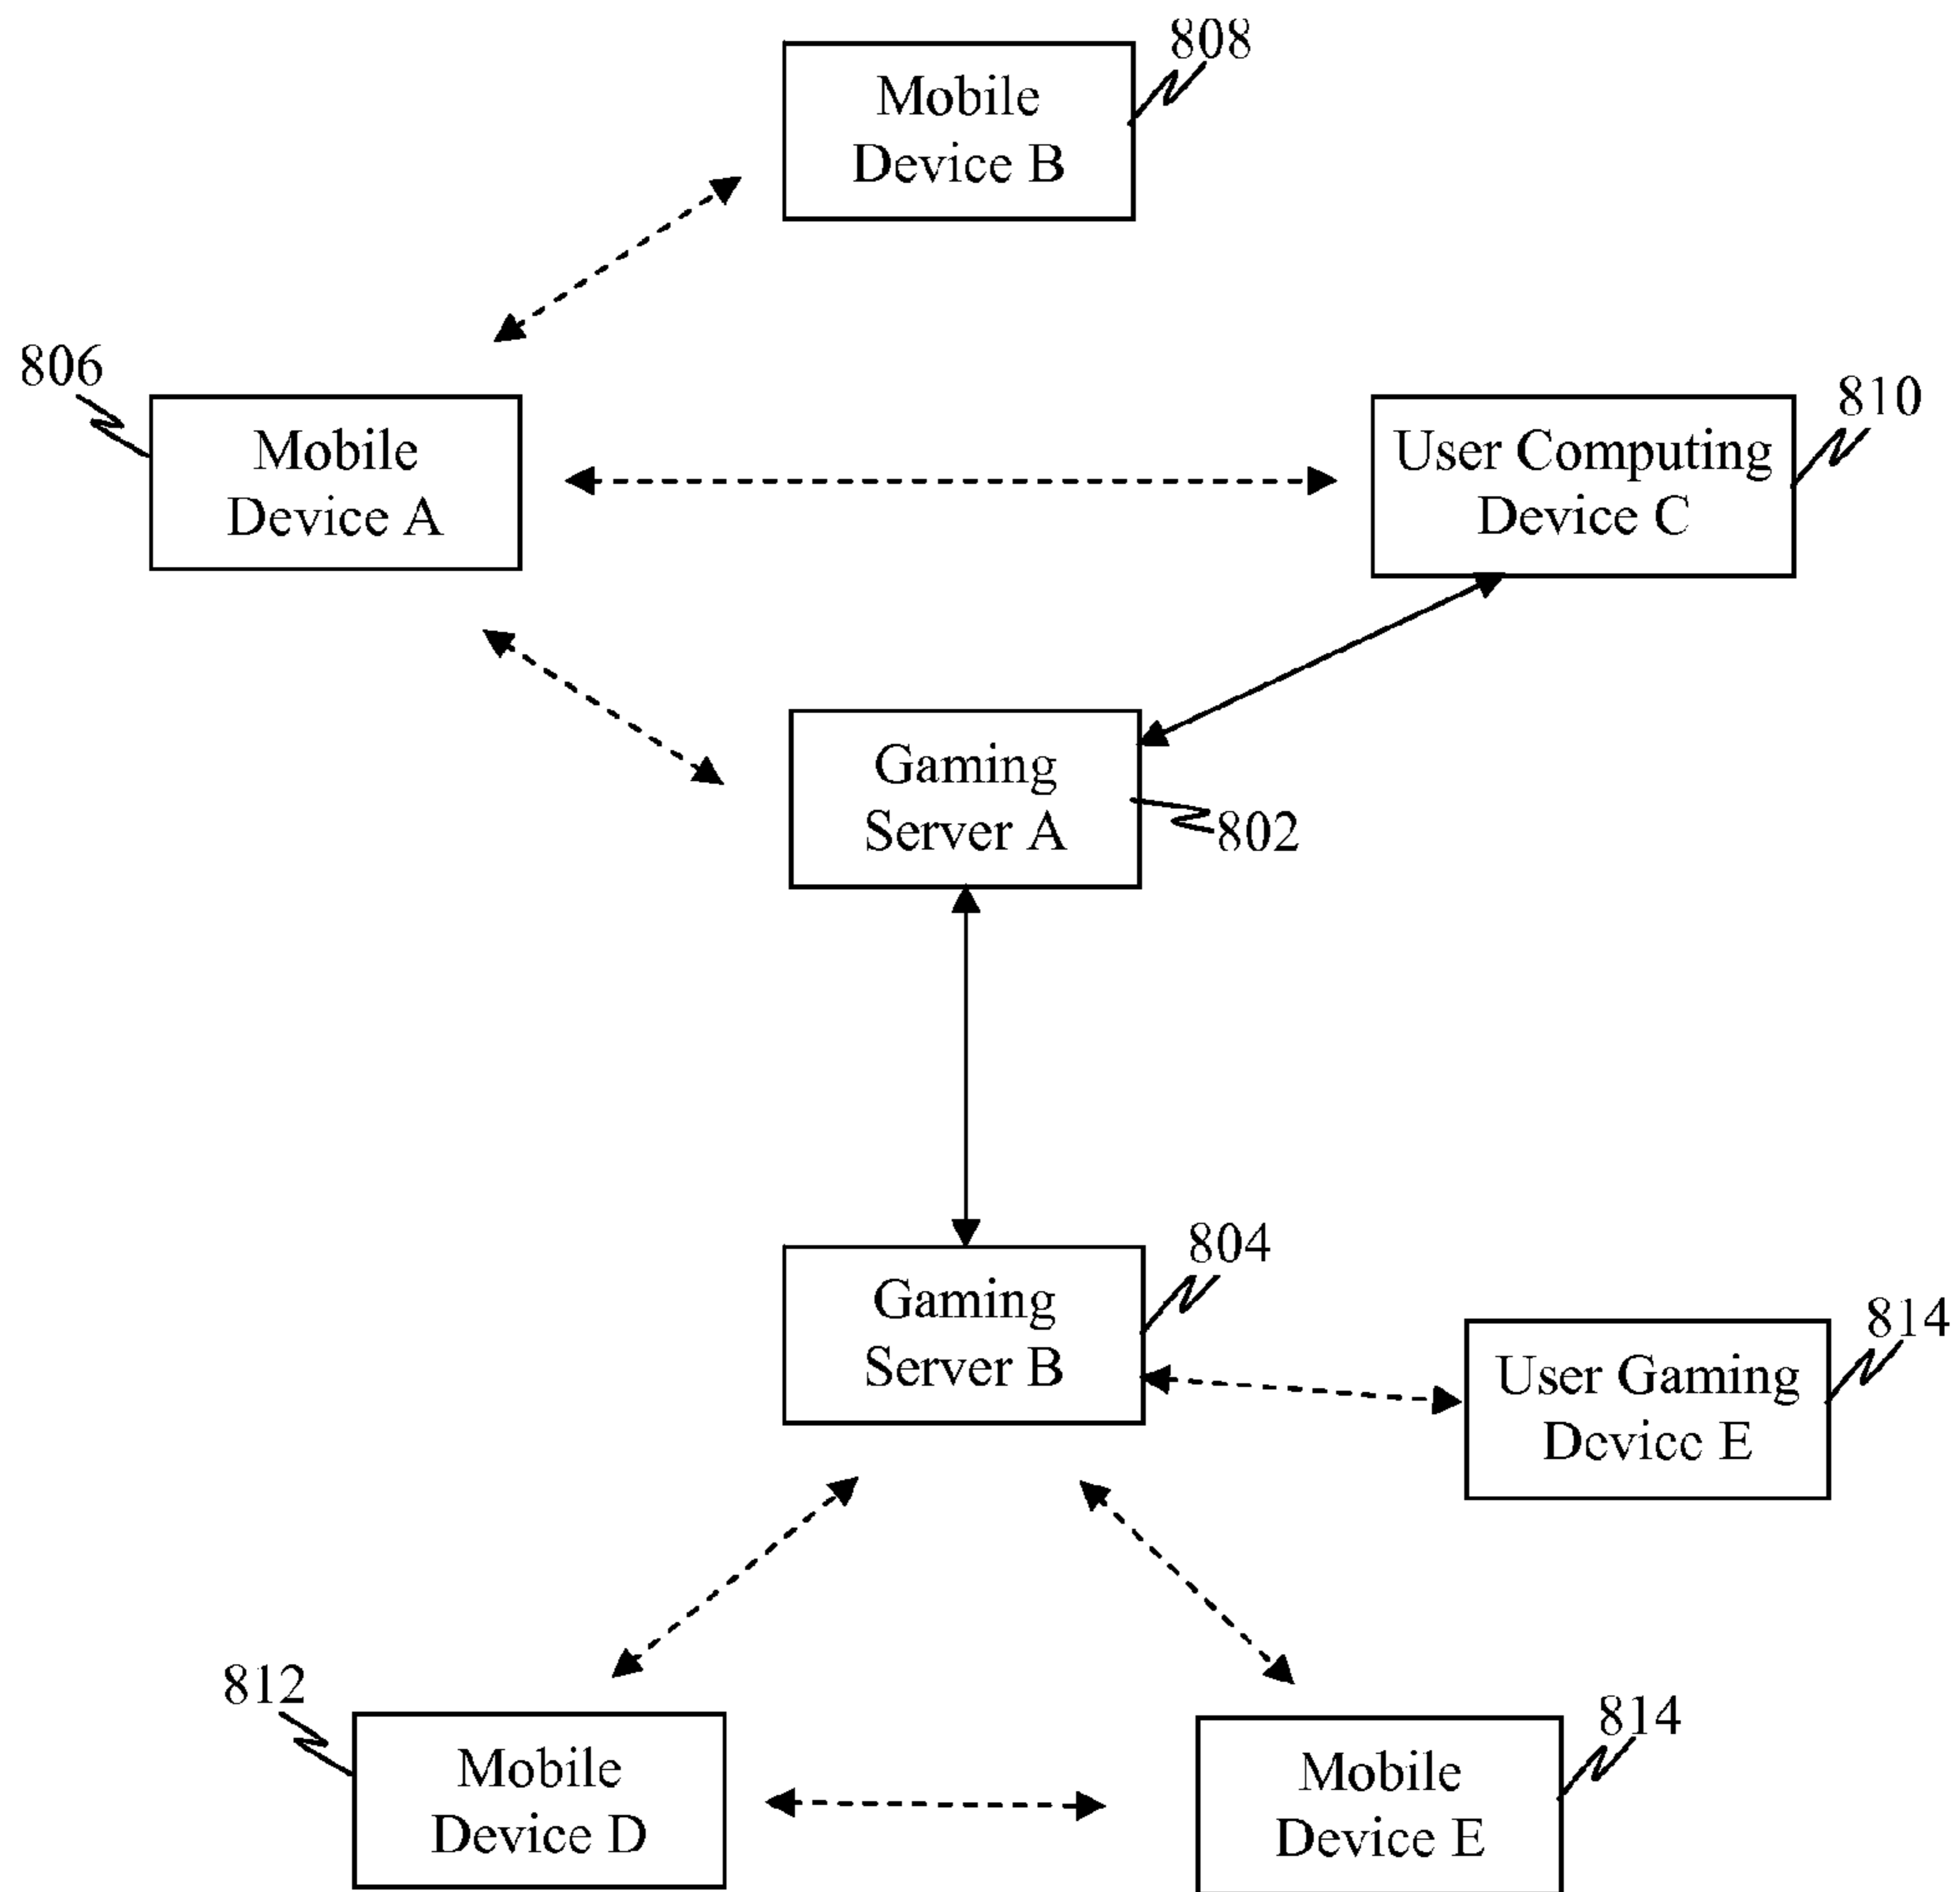 808
Mobile
Device B
806
Mobile
Device A
810
User Computing
Device C
Gaming
Server A
802
804
Gaming
Server B
814
User Gaming
Device E
812
Mobile
Device D
814
Mobile
Device E